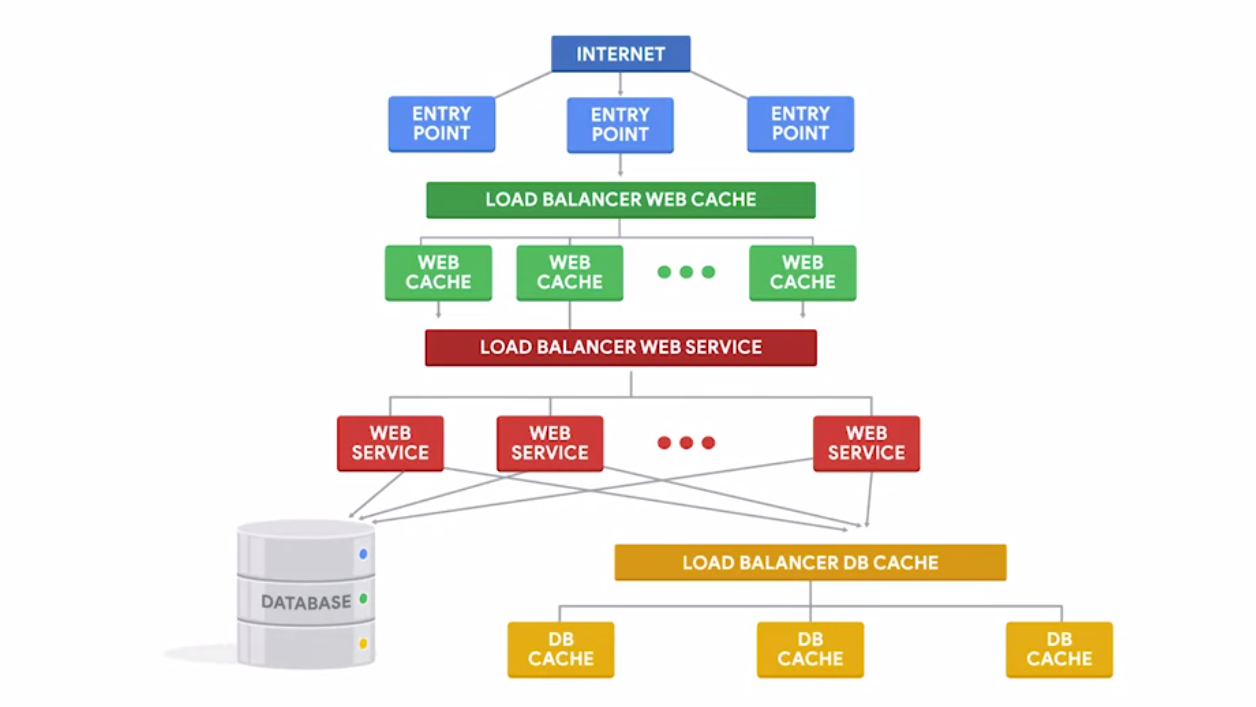 INTERNET
ENTRY
POINT
ENTRY
POINT
ENTRY
POINT
LOAD BALANCER WEB CACHE
WEB
CACHE
WEB
CACHE
WEB
CACHE
LOAD BALANCER WEB SERVICE
WEB
SERVICE
WEB
SERVICE
WEB
SERVICE
DATABASE
LOAD BALANCER DB CACHE
DB
CACHE
DB
CACHE
DB
CACHE